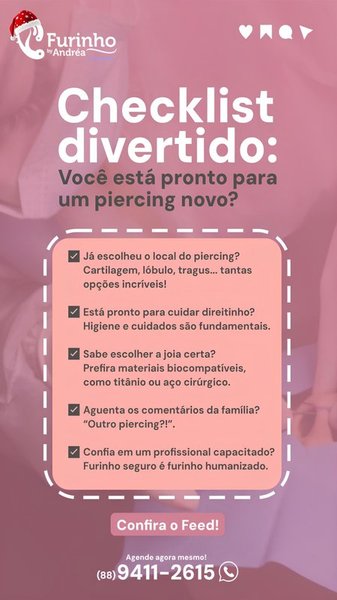 Furinho
by Andréa
Checklist
divertido:
Você está pronto para
um piercing novo?
Já escolheu o local do piercing?
Cartilagem, lóbulo, tragus... tantas
opções incríveis!
Está pronto para cuidar direitinho?
Higiene e cuidados são fundamentais.
Sabe escolher a joia certa?
Prefira materiais biocompatíveis,
como titânio ou aço cirúrgico.
Aguenta os comentários da família?
“Outro piercing?!”.
Confia em um profissional capacitado?
Furinho seguro é furinho humanizado.
Confira o Feed!
Agende agora mesmo!
(88)9411-2615